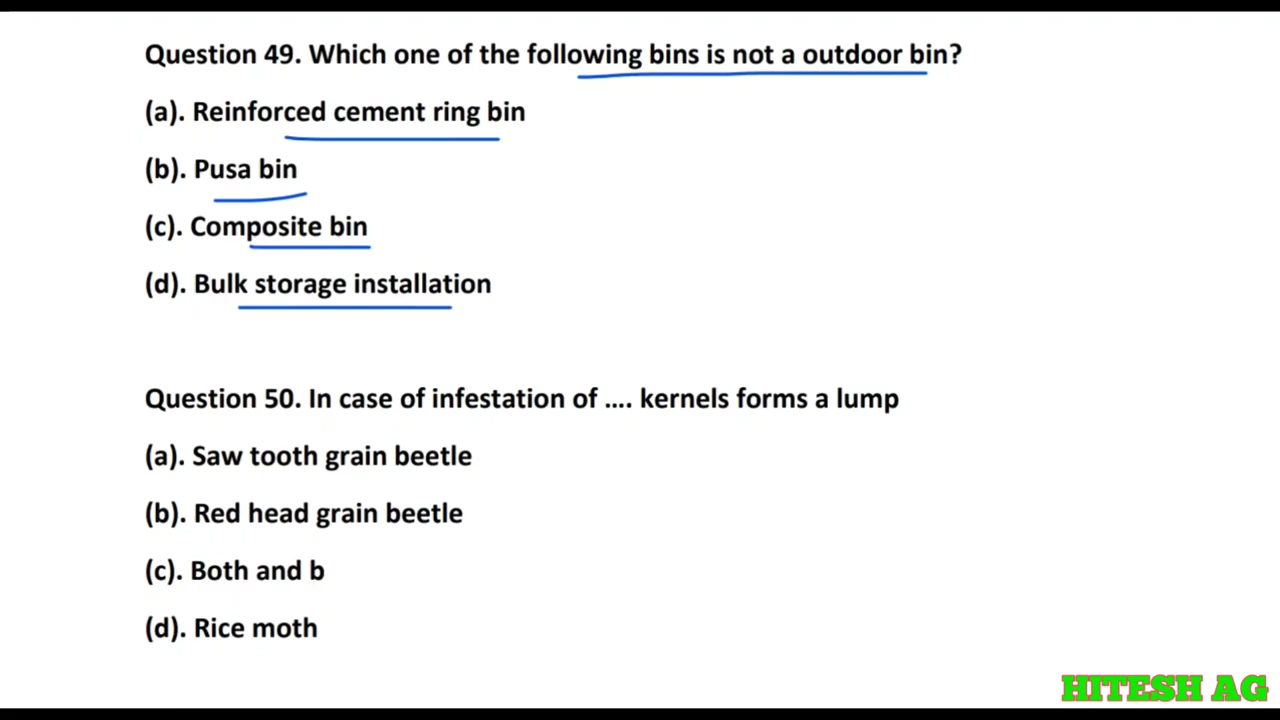 Question 49. Which one of the following bins is not a outdoor bin?
(a). Reinforced cement ring bin
(b). Pusa bin
(c). Composite bin
(d). Bulk storage installation
Question 50. In case of infestation of .... kernels forms a lump
(a). Saw tooth grain beetle
(b). Red head grain beetle
(c). Both and b
(d). Rice moth
HITESH AG